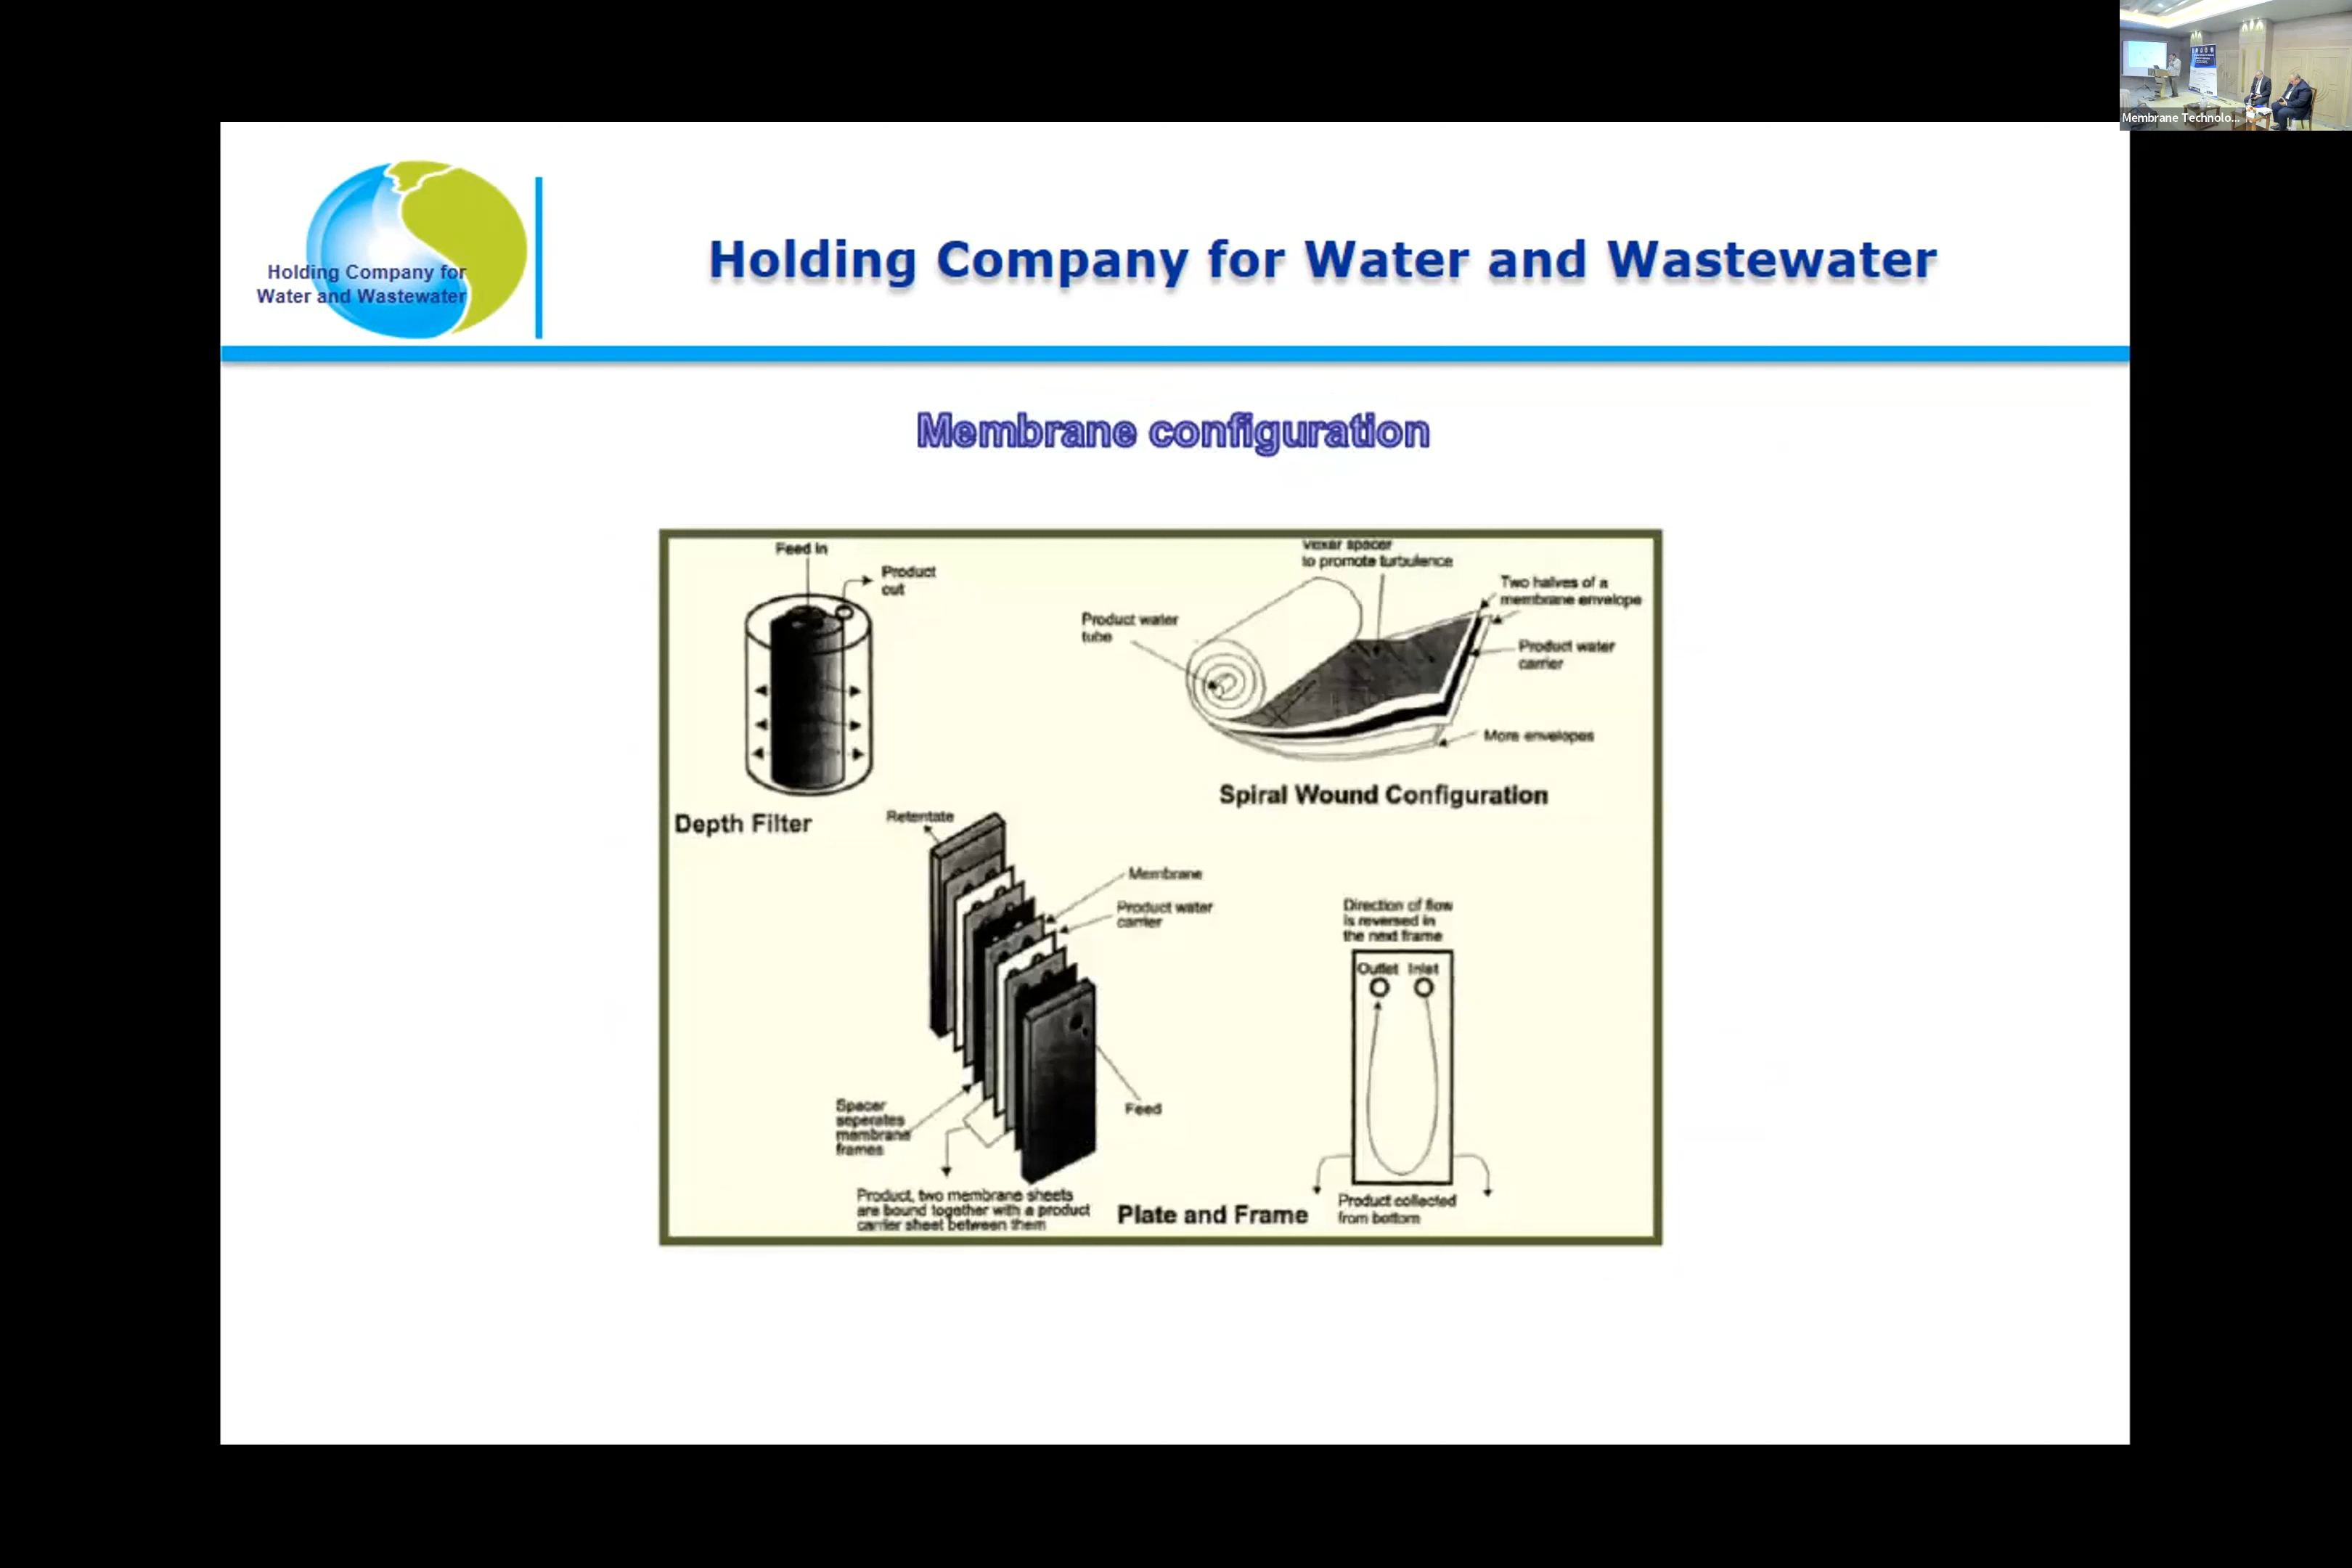 Membrane Technolo...
Holding Company for
Water and Wastewater
Holding Company for Water and Wastewater
Membrane configuration
Feed in
Product
out
Depth Filter
Vexar spacer
to promote turbulence
Two halves of a
membrane envelope
Product water
tube
Product water
carrier
More envelopes
Spiral Wound Configuration
Retentate
Membrane
Product water
carrier
Spacer
seperates
membrane
frames
Feed
Product, two membrane sheets
are bound together with a product
carrier sheet between them
Plate and Frame
Direction of flow
is reversed in
the next frame
Outlet Inlet
Product collected
from bottom